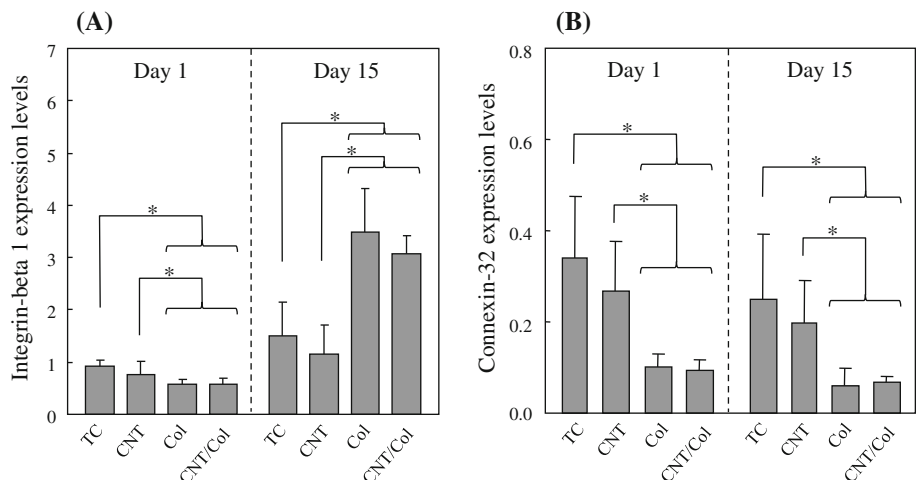 (A)
Integrin-beta 1 expression levels
7
6
5
4
3
2
1
0
Day 1
Day 15
*
*
*
*
TC
CNT
Col
CNT/Col
TC
CNT
Col
CNT/Col
(B)
Connexin-32 expression levels
0.8
0.6
0.4
0.2
0.0
Day 1
Day 15
*
*
*
*
TC
CNT
Col
CNT/Col
TC
CNT
Col
CNT/Col